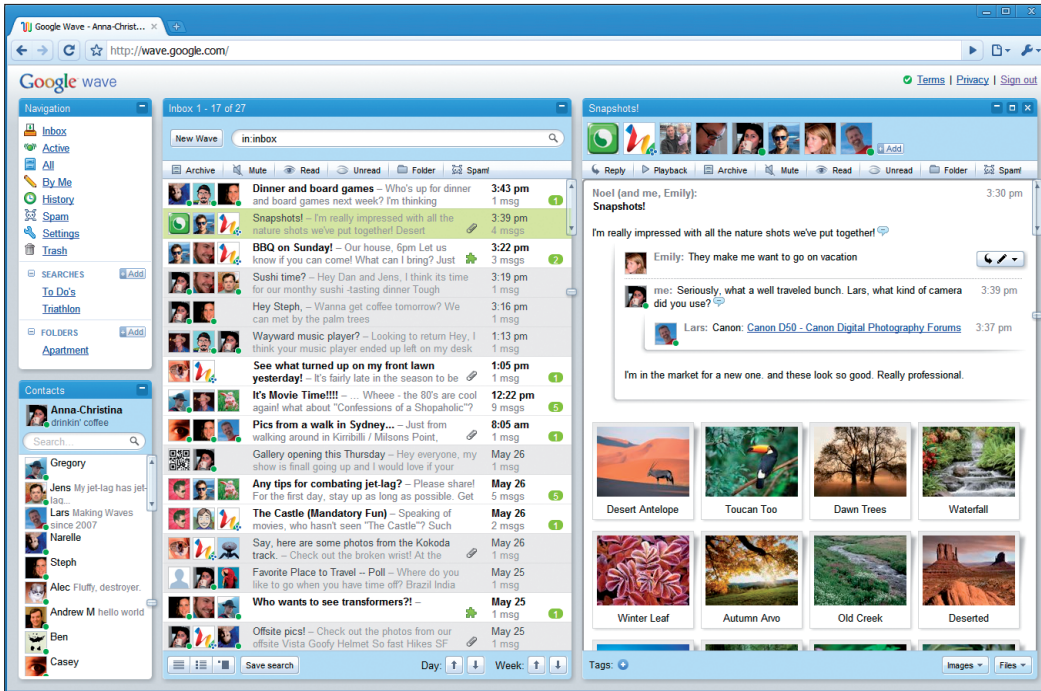 Google Wave - Anna-Christ...
http://wave.google.com/
Google wave
Terms | Privacy | Sign out
Navigation
Inbox
Active
All
By Me
History
Spam
Settings
Trash
SEARCHES
Add
To Do's
Triathlon
FOLDERS
Add
Apartment
Contacts
Anna-Christina
drinkin' coffee
Search...
Gregory
Jens My jet-lag has jet-
lag...
Lars Making Waves
since 2007
Narelle
Steph
Alec Fluffy, destroyer.
Andrew M hello world
Ben
Casey
Inbox 1 - 17 of 27
New Wave
in:inbox
Archive Mute Read Unread Folder Spam!
Dinner and board games – Who's up for dinner 3:43 pm
and board games next week? I'm thinking 1 msg 1
Snapshots! – I'm really impressed with all the 3:39 pm
nature shots we've put together! Desert 4 msgs
BBQ on Sunday! – Our house, 6pm Let us 3:22 pm
know if you can come! What can I bring? Just 3 msgs 2
Sushi time? – Hey Dan and Jens, I think its time 3:19 pm
for our monthy sushi -tasting dinner Tough 1 msg
Hey Steph, – Wanna get coffee tomorrow? We 3:16 pm
can met by the palm trees 1 msg
Wayward music player? – Looking to return Hey, I 1:13 pm
think your music player ended up left on my desk 1 msg
See what turned up on my front lawn 1:05 pm
yesterday! – It's fairly late in the season to be 1 msg 1
It's Movie Time!!!! – ... Wheee - the 80's are cool 12:22 pm
again! what about "Confessions of a Shopaholic"? 9 msgs 5
Pics from a walk in Sydney... – Just from 8:05 am
walking around in Kirribilli / Milsons Point, 1 msg 1
Gallery opening this Thursday – Hey everyone, my May 26
show is finall going up and I would love if your 1 msg
Any tips for combating jet-lag? – Please share! May 26
For the first day, stay up as long as possible. Get 5 msgs 5
The Castle (Mandatory Fun) – Speaking of May 26
movies, who hasn't seen "The Castle"? Such 2 msgs 1
Say, here are some photos from the Kokoda May 26
track. – Check out the broken wrist! At the 1 msg
Favorite Place to Travel -- Poll – Where do you May 25
like to go when you have time off? Brazil India 1 msg
Who wants to see transformers?! – May 25
1 msg 1
Offsite pics! – Check out the photos from our May 25
offsite Vista Goofy Helmet So fast Hikes SF 1 msg
Save search
Day:
Week:
Snapshots!
Add
Reply Playback Archive Mute Read Unread Folder Spam!
Noel (and me, Emily): 3:30 pm
Snapshots!
I'm really impressed with all the nature shots we've put together!
Emily: They make me want to go on vacation
me: Seriously, what a well traveled bunch. Lars, what kind of camera 3:39 pm
did you use?
Lars: Canon: Canon D50 - Canon Digital Photography Forums 3:37 pm
I'm in the market for a new one. and these look so good. Really professional.
Desert Antelope
Toucan Too
Dawn Trees
Waterfall
Winter Leaf
Autumn Arvo
Old Creek
Deserted
Tags:
Images
Files